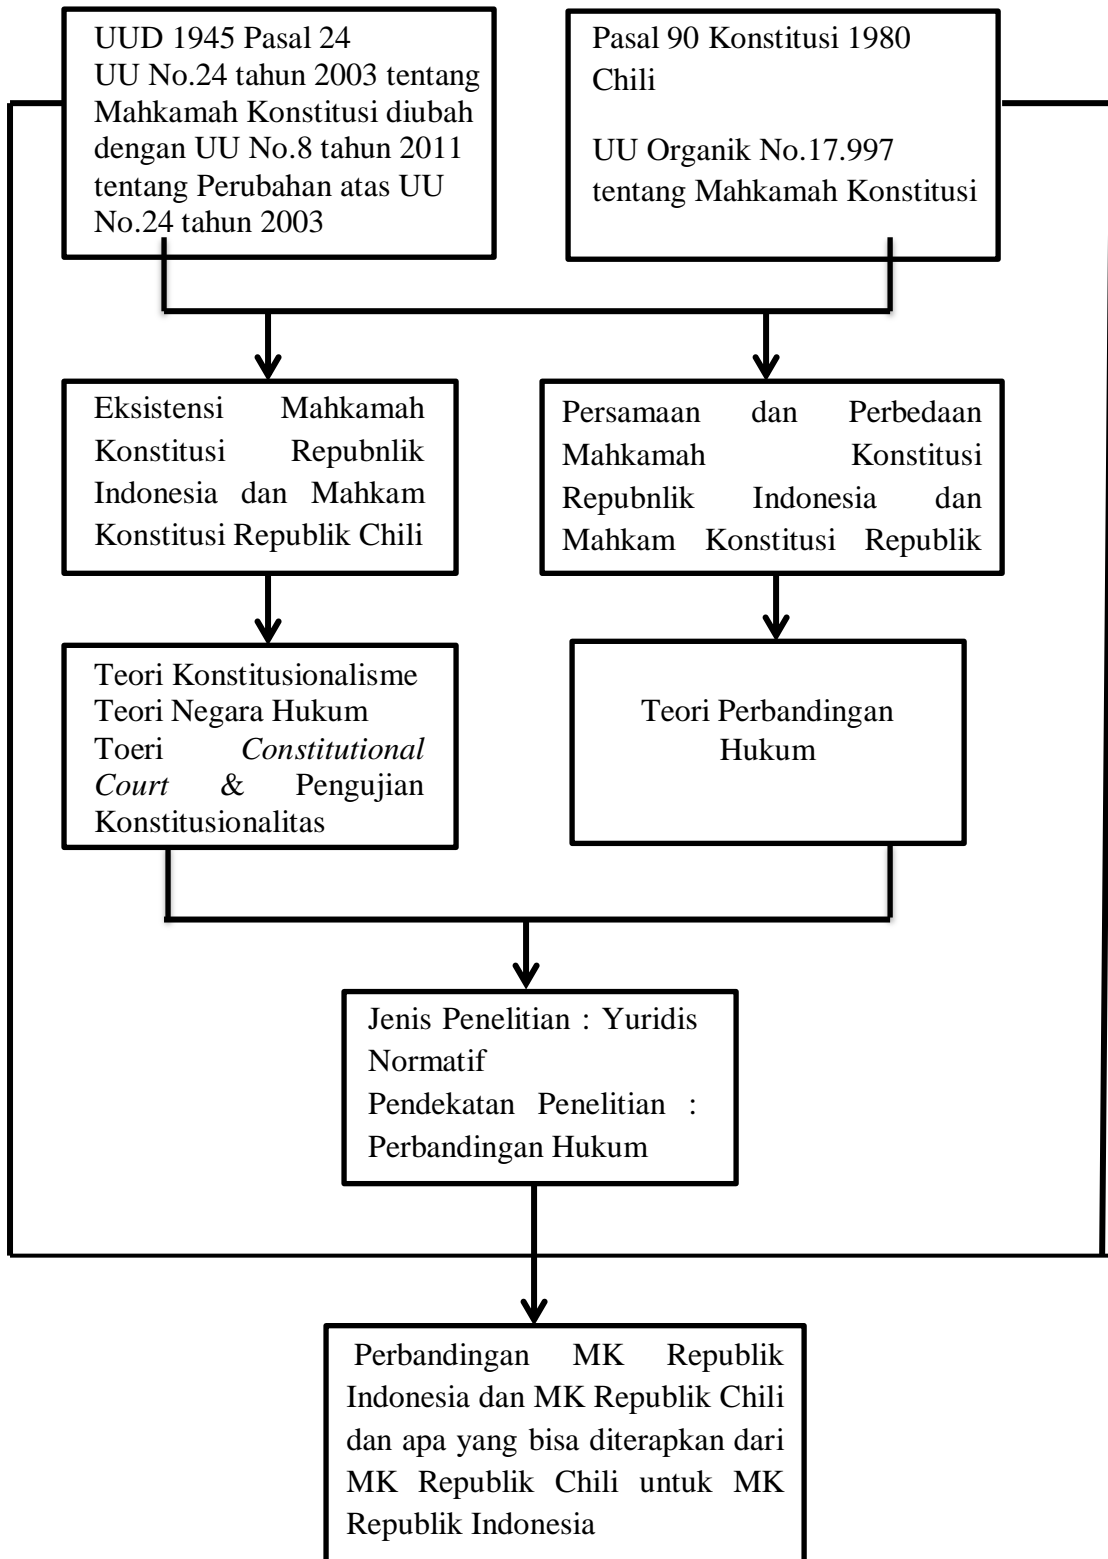 UUD 1945 Pasal 24
UU No.24 tahun 2003 tentang
Mahkamah Konstitusi diubah
dengan UU No.8 tahun 2011
tentang Perubahan atas UU
No.24 tahun 2003
Pasal 90 Konstitusi 1980
Chili
UU Organik No.17.997
tentang Mahkamah Konstitusi
Eksistensi Mahkamah
Konstitusi Repubnlik
Indonesia dan Mahkam
Konstitusi Republik Chili
Persamaan dan Perbedaan
Mahkamah Konstitusi
Repubnlik Indonesia dan
Mahkam Konstitusi Republik
Teori Konstitusionalisme
Teori Negara Hukum
Toeri Constitutional
Court & Pengujian
Konstitusionalitas
Teori Perbandingan
Hukum
Jenis Penelitian : Yuridis
Normatif
Pendekatan Penelitian :
Perbandingan Hukum
Perbandingan MK Republik
Indonesia dan MK Republik Chili
dan apa yang bisa diterapkan dari
MK Republik Chili untuk MK
Republik Indonesia